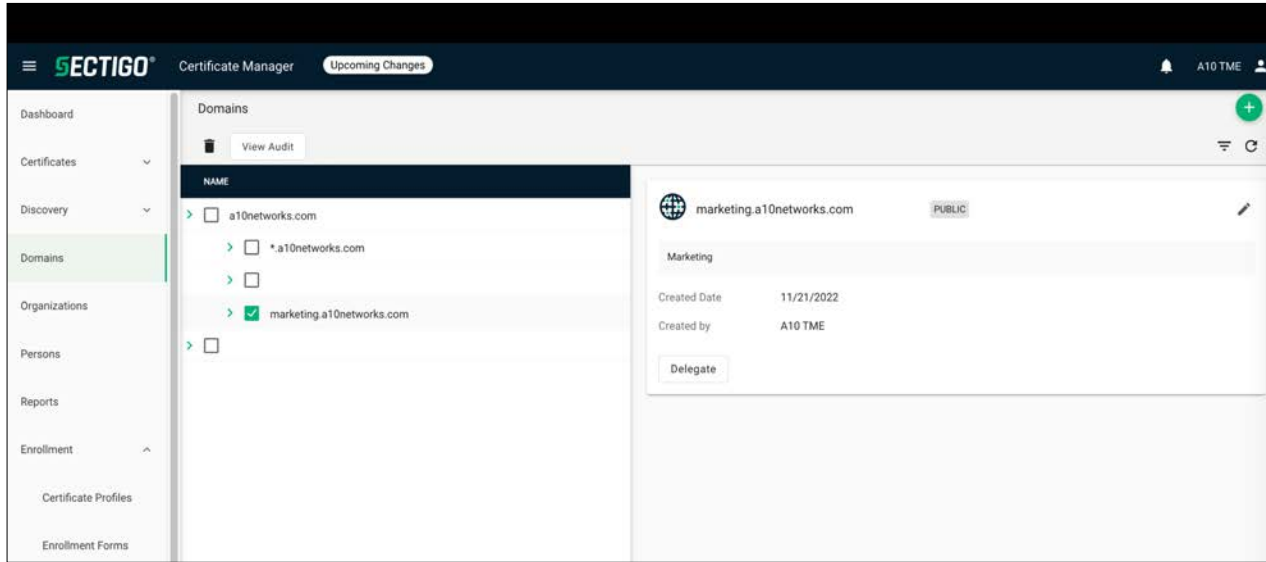 SECTIGO® Certificate Manager Upcoming Changes A10 TME
Dashboard
Certificates
Discovery
Domains
Organizations
Persons
Reports
Enrollment
Certificate Profiles
Enrollment Forms
Domains
View Audit
NAME
a10networks.com
*.a10networks.com
marketing.a10networks.com
marketing.a10networks.com PUBLIC
Marketing
Created Date 11/21/2022
Created by A10 TME
Delegate